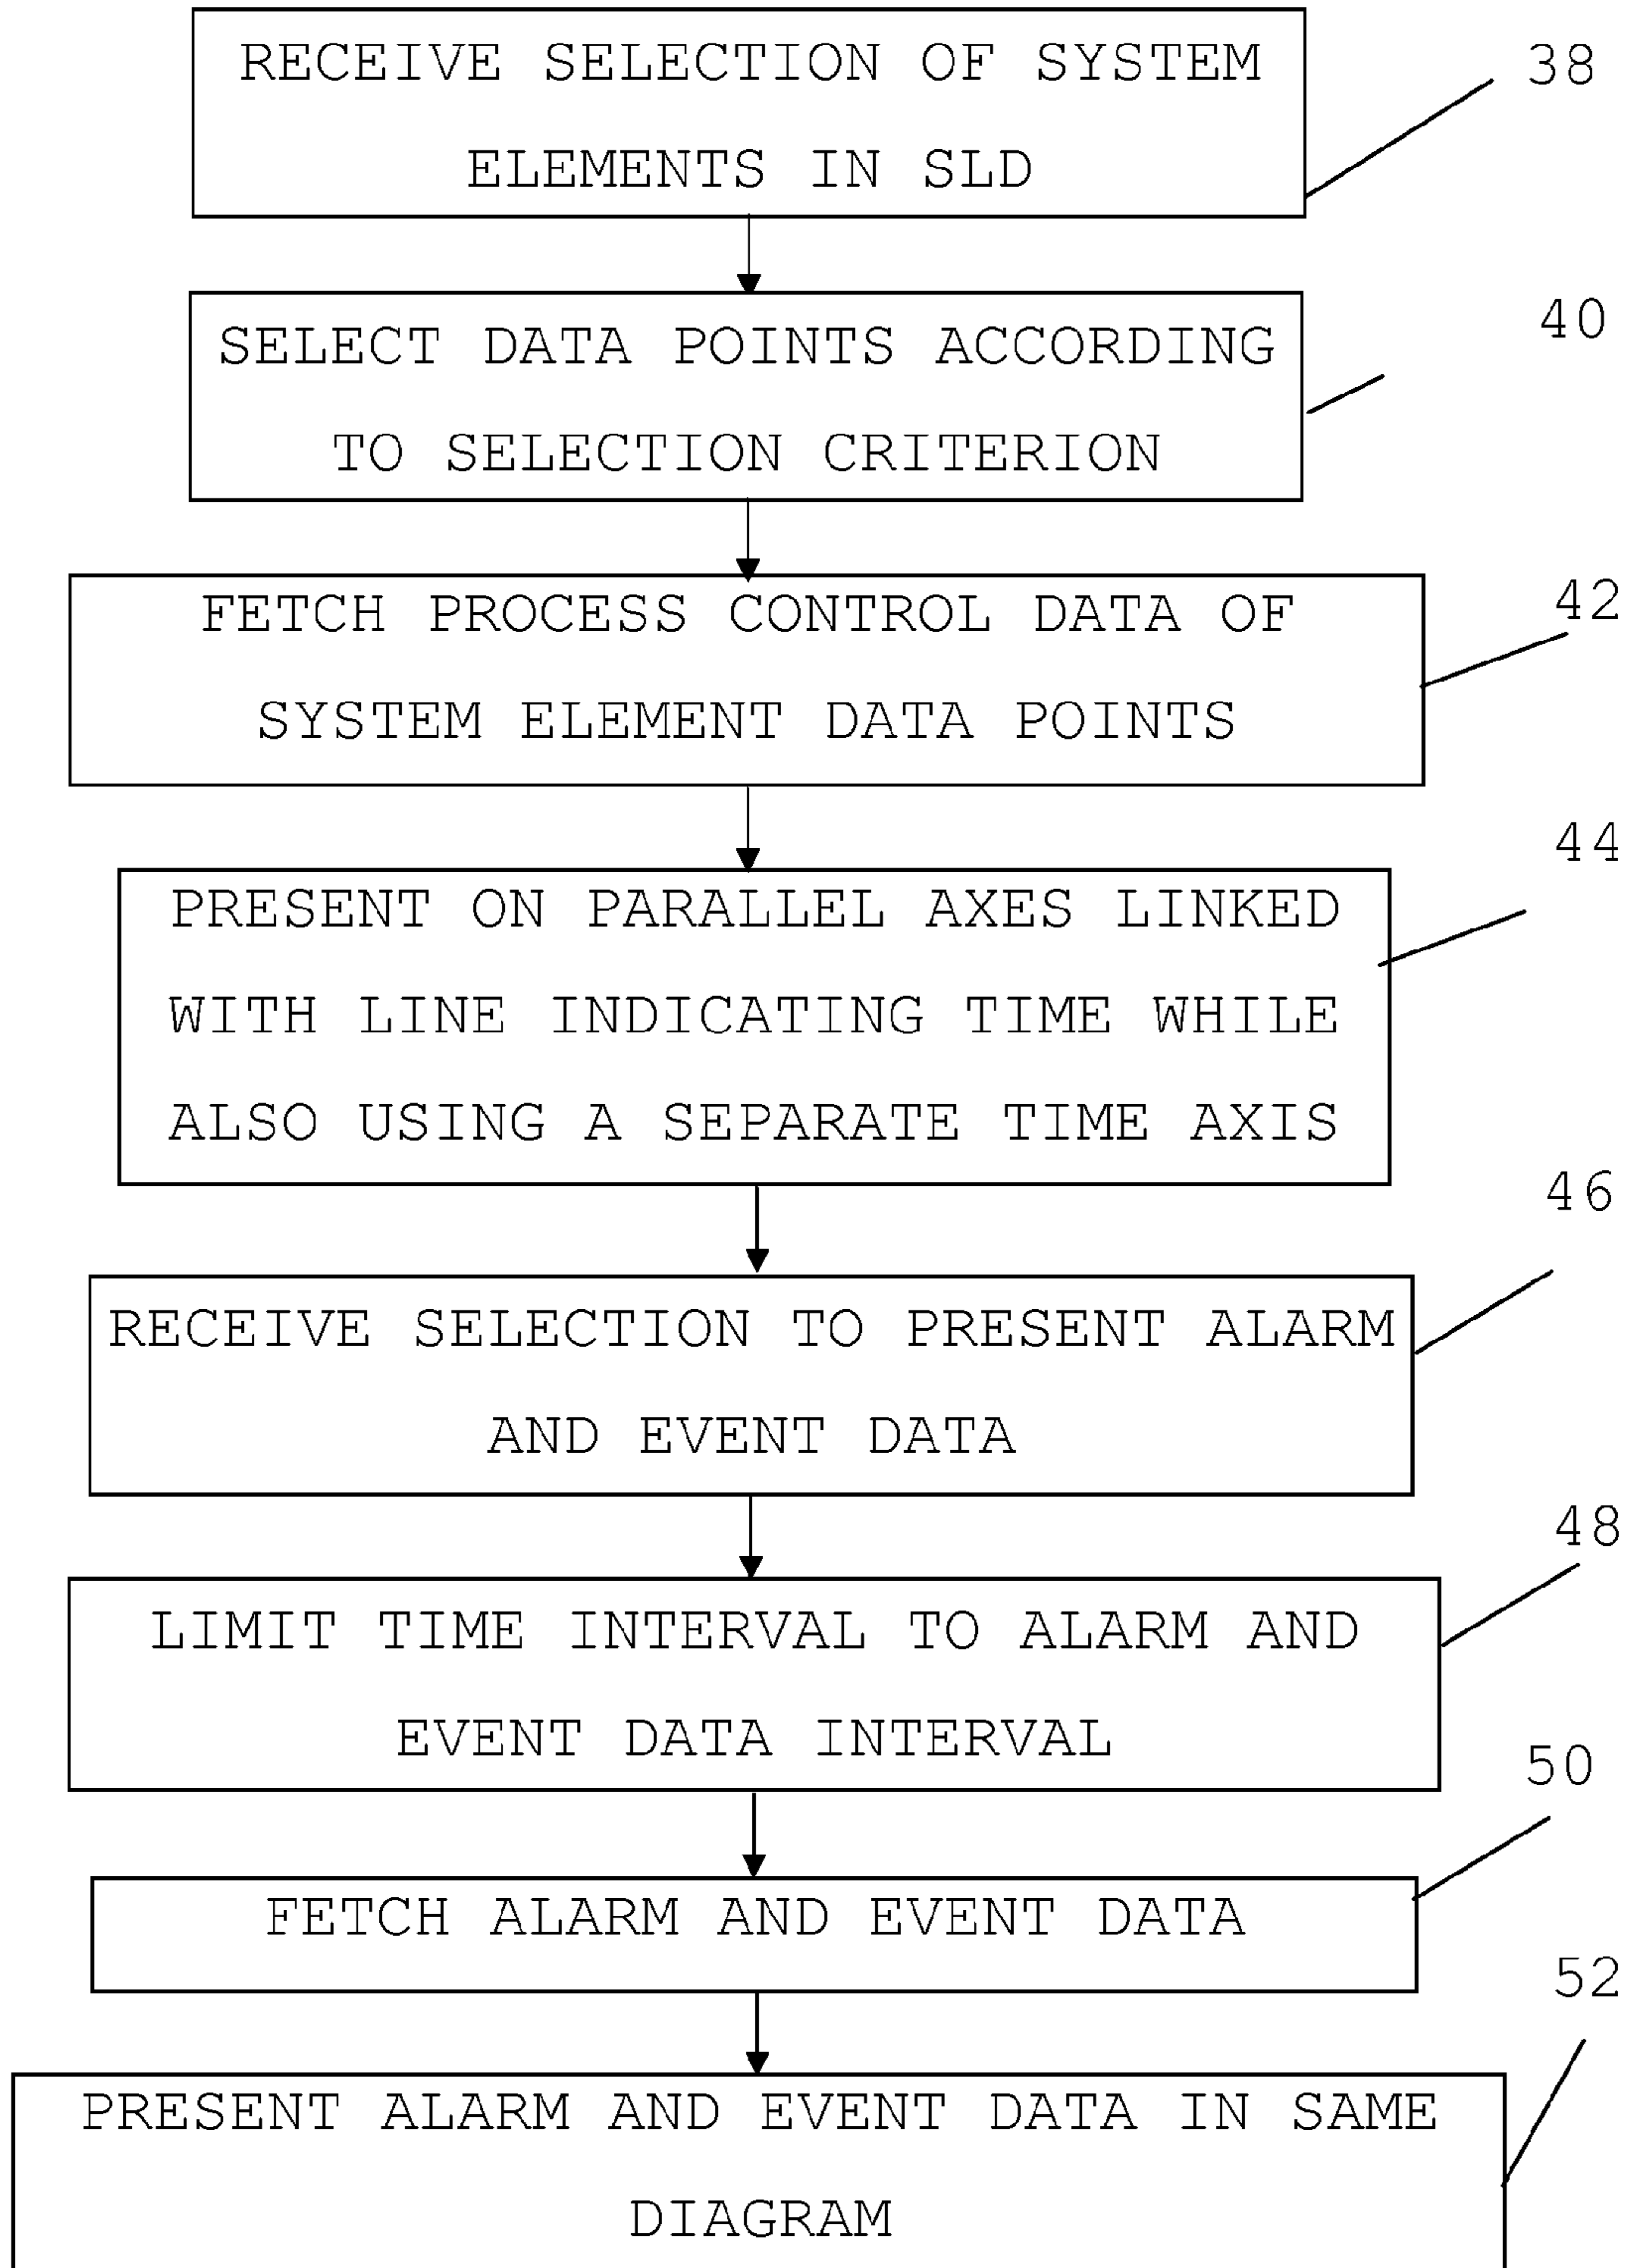 RECEIVE SELECTION OF SYSTEM
ELEMENTS IN SLD
38
SELECT DATA POINTS ACCORDING
TO SELECTION CRITERION
40
FETCH PROCESS CONTROL DATA OF
SYSTEM ELEMENT DATA POINTS
42
PRESENT ON PARALLEL AXES LINKED
WITH LINE INDICATING TIME WHILE
ALSO USING A SEPARATE TIME AXIS
44
RECEIVE SELECTION TO PRESENT ALARM
AND EVENT DATA
46
LIMIT TIME INTERVAL TO ALARM AND
EVENT DATA INTERVAL
48
FETCH ALARM AND EVENT DATA
50
PRESENT ALARM AND EVENT DATA IN SAME
DIAGRAM
52